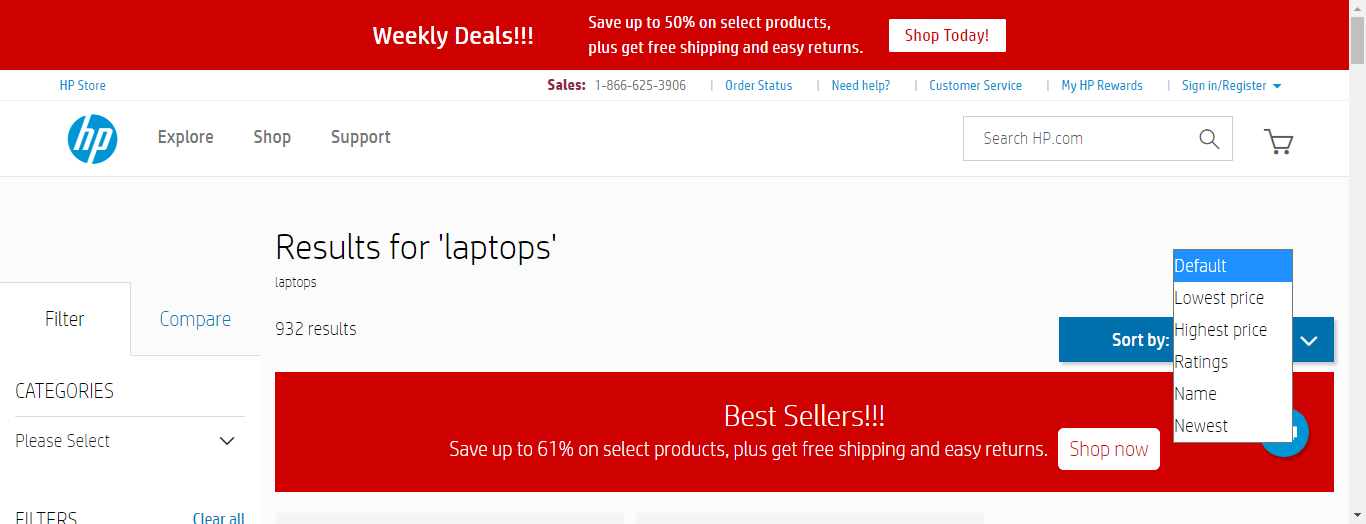 Weekly Deals!!!
Save up to 50% on select products,
plus get free shipping and easy returns.
Shop Today!
HP Store
Sales: 1-866-625-3906
Order Status
Need help?
Customer Service
My HP Rewards
Sign in/Register
hp
Explore
Shop
Support
Search HP.com
Results for 'laptops'
laptops
932 results
Filter
Compare
Sort by:
Default
Lowest price
Highest price
Ratings
Name
Newest
CATEGORIES
Please Select
Best Sellers!!!
Save up to 61% on select products, plus get free shipping and easy returns.
Shop now
FILTERS
Clear all